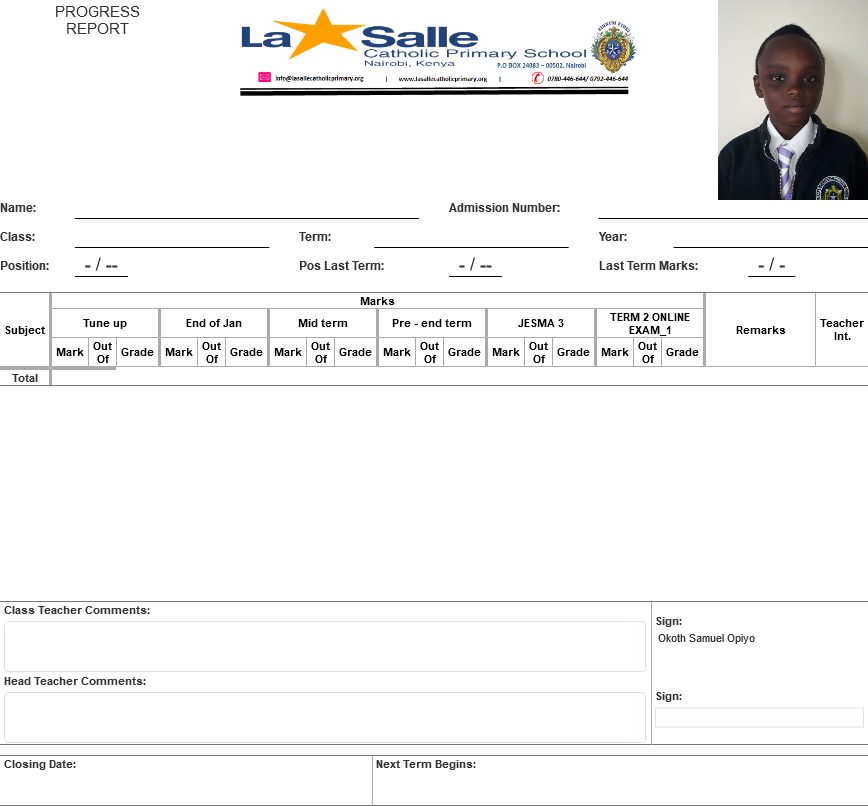 PROGRESS
REPORT
La Salle
Catholic Primary School
Nairobi, Kenya
P.O BOX 24083 – 00502, Nairobi
info@lasallecatholicprimary.org | www.lasallecatholicprimary.org | 0780-446-644/ 0792-446-644
Name: Admission Number:
Class: Term: Year:
Position: - / -- Pos Last Term: - / -- Last Term Marks: - / -
Marks
Tune up End of Jan Mid term Pre - end term JESMA 3 TERM 2 ONLINE
EXAM_1
Subject Remarks Teacher
Int.
Mark Out
Of Grade Mark Out
Of Grade Mark Out
Of Grade Mark Out
Of Grade Mark Out
Of Grade Mark Out
Of Grade
Total
Class Teacher Comments:
Sign:
Okoth Samuel Opiyo
Head Teacher Comments:
Sign:
Closing Date: Next Term Begins: